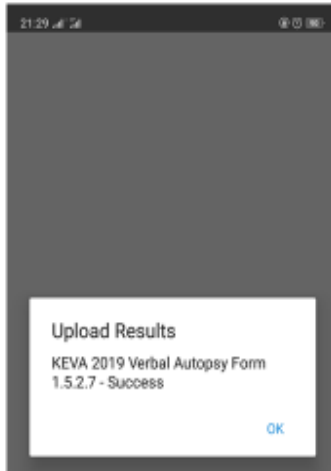 21:29
Upload Results
KEVA 2019 Verbal Autopsy Form
1.5.2.7 - Success
OK